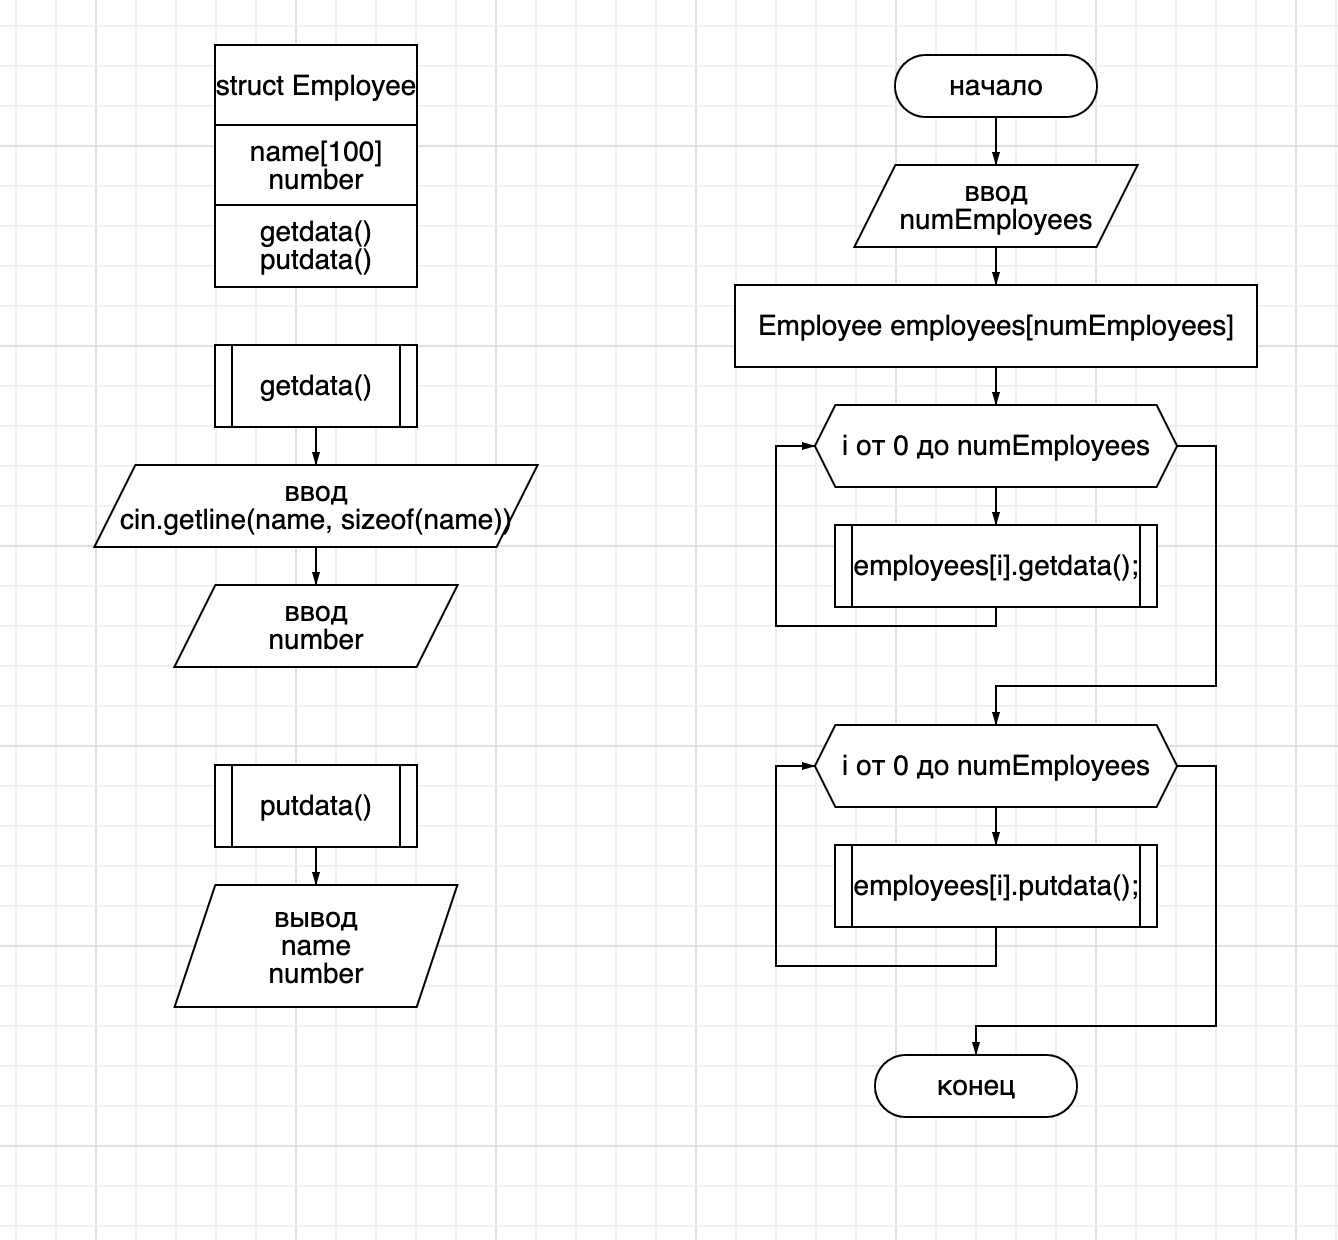 struct Employee
name[100]
number
getdata()
putdata()
getdata()
ввод
cin.getline(name, sizeof(name))
ввод
number
putdata()
вывод
name
number
начало
ввод
numEmployees
Employee employees[numEmployees]
i от 0 до numEmployees
employees[i].getdata();
i от 0 до numEmployees
employees[i].putdata();
конец